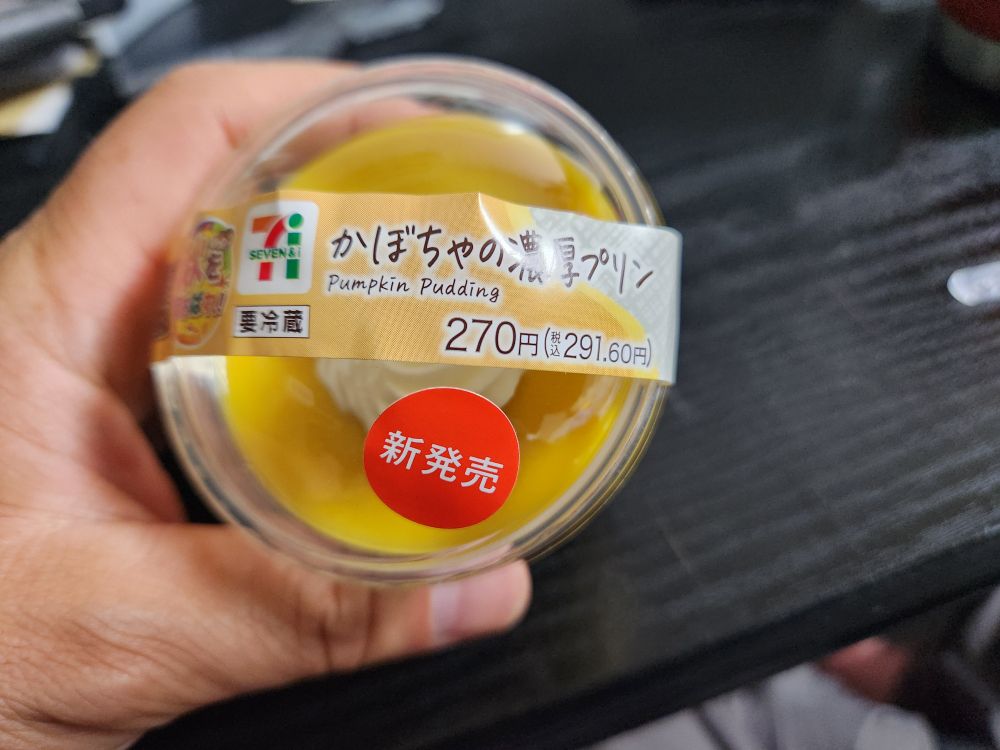 7i
SEVEN&i
かぼちゃの濃厚プリン
Pumpkin Pudding
要冷蔵
270円(税込291.60円)
新発売